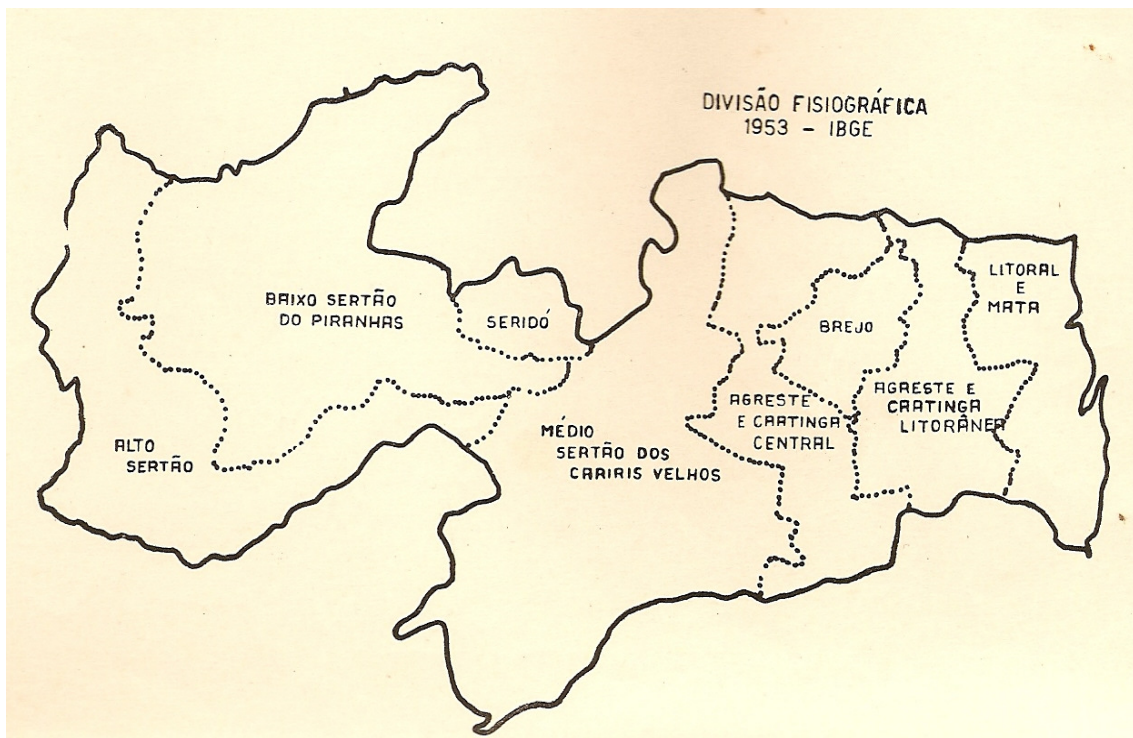 DIVISÃO FISIOGRÁFICA
1953 - IBGE
LITORAL
E
MATA
BAIXO SERTÃO
DO PIRANHAS
SERIDÓ
BREJO
AGRESTE E
CAATINGA
LITORÂNEA
AGRESTE
E CAATINGA
CENTRAL
MÉDIO
SERTÃO DOS
CARIRIS VELHOS
ALTO
SERTÃO